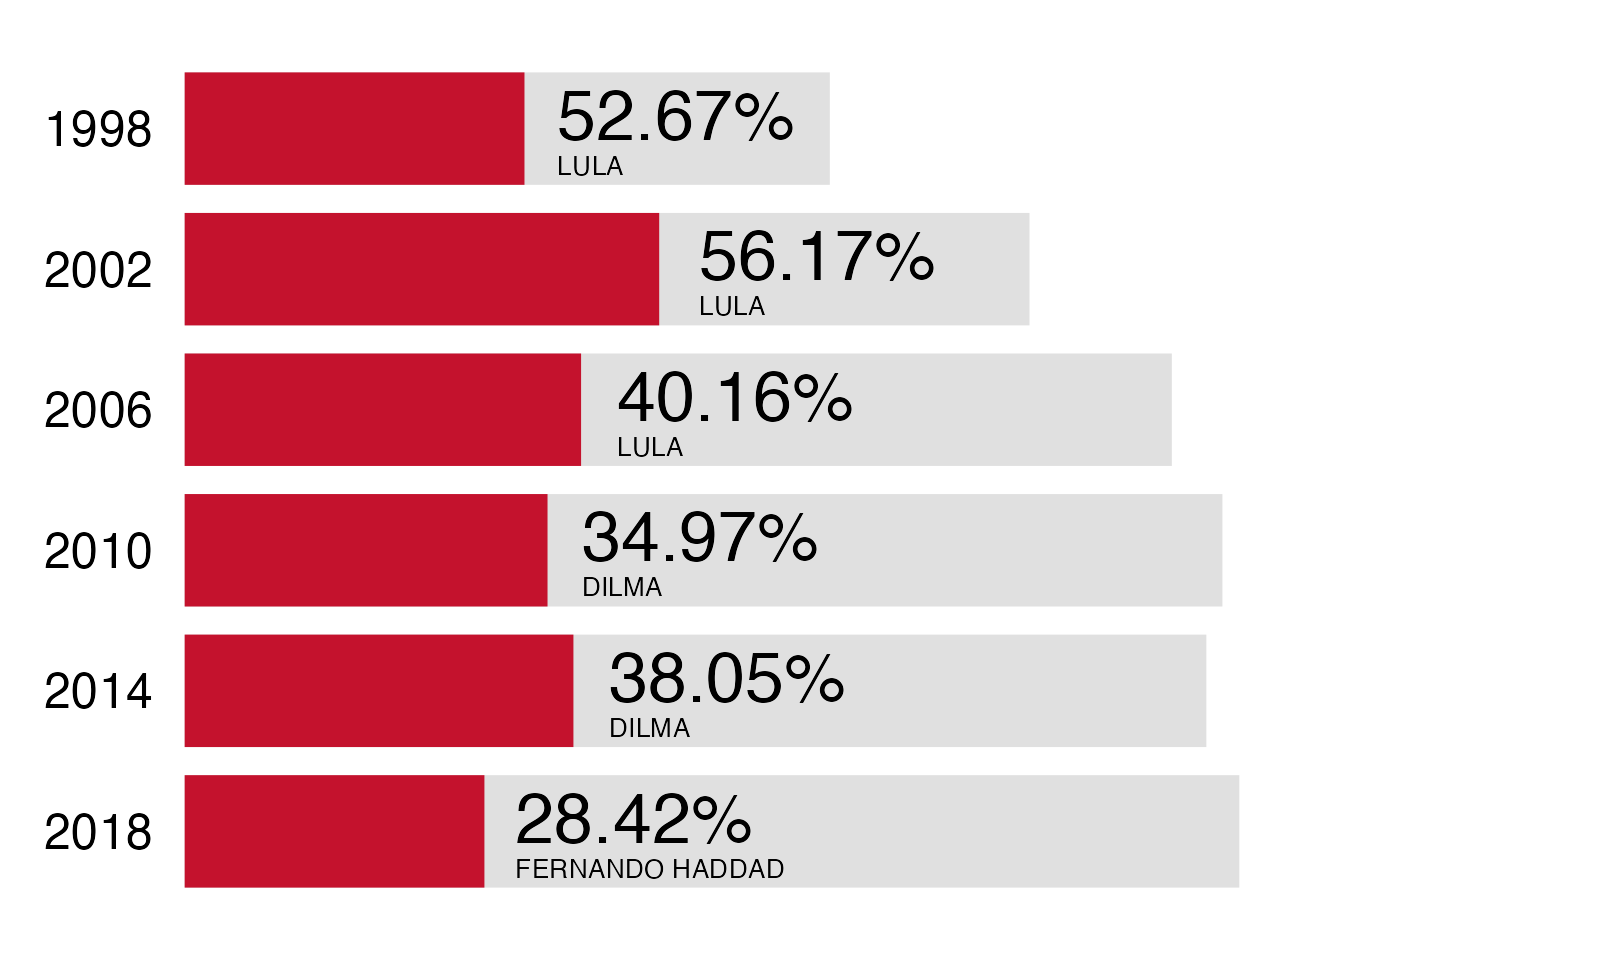 1998
52.67%
LULA
2002
56.17%
LULA
2006
40.16%
LULA
2010
34.97%
DILMA
2014
38.05%
DILMA
2018
28.42%
FERNANDO HADDAD